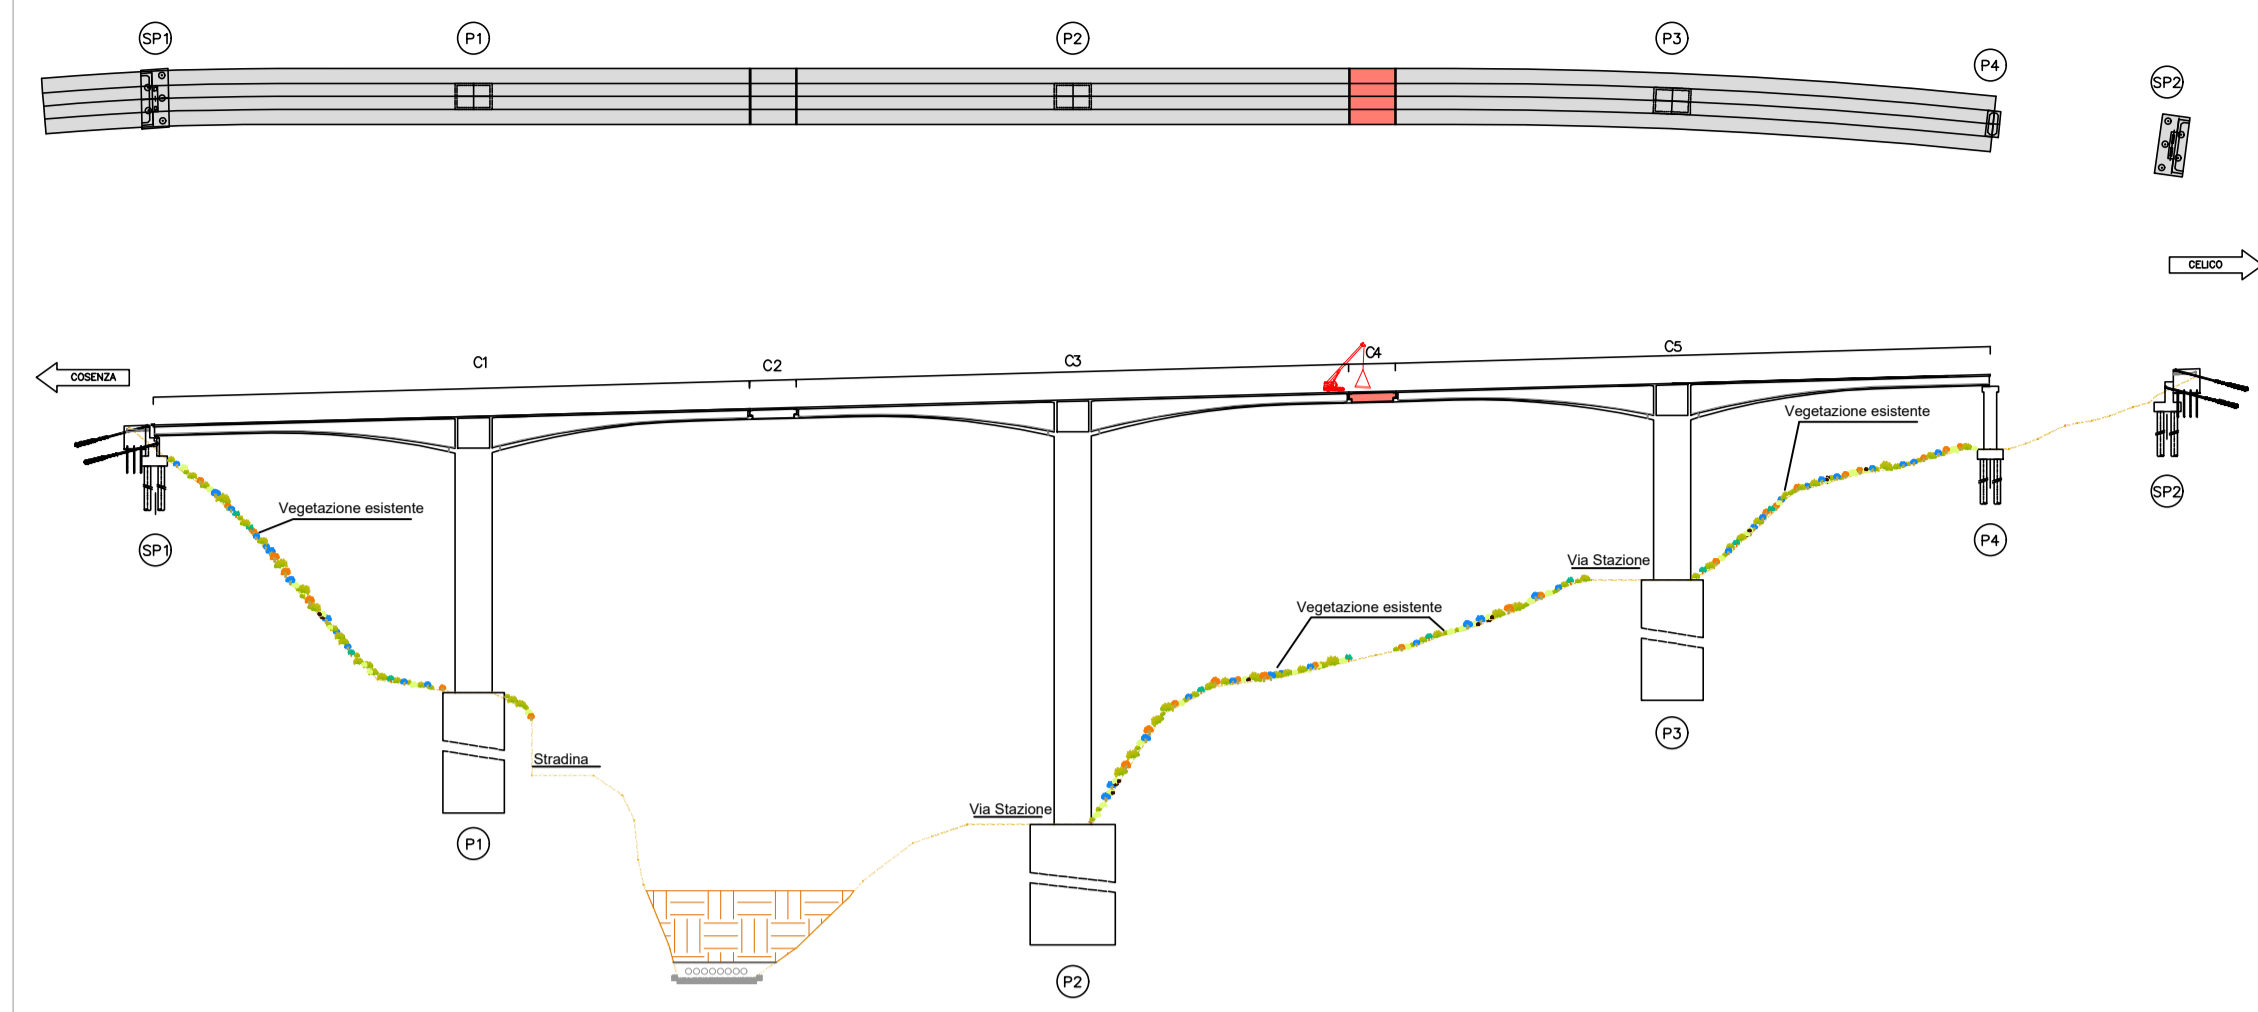 SP1
P1
P2
P3
P4
SP2
CELICO
COSENZA
C1
C2
C3
C4
C5
Vegetazione esistente
Vegetazione esistente
SP1
SP2
P4
Via Stazione
Vegetazione esistente
P3
Stradina
Via Stazione
P1
P2